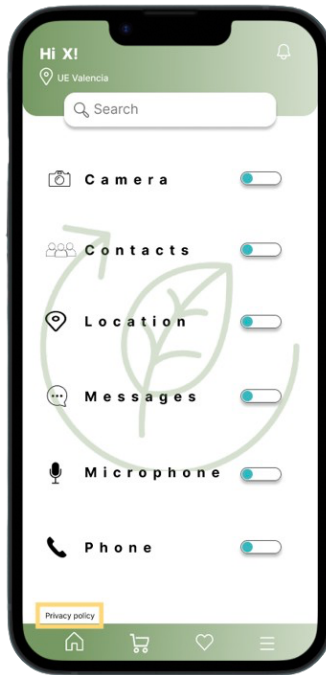 Hi X!
UE Valencia
Search
Camera
Contacts
Location
Messages
Microphone
Phone
Privacy policy